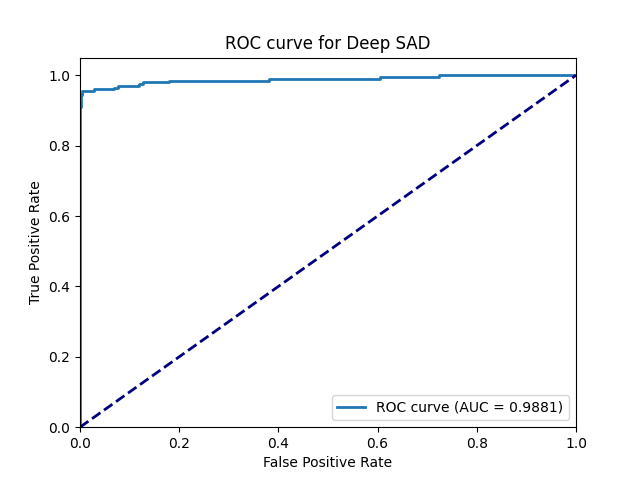 ROC curve for Deep SAD
True Positive Rate
1.0
0.8
0.6
0.4
0.2
0.0
ROC curve (AUC = 0.9881)
0.0 0.2 0.4 0.6 0.8 1.0
False Positive Rate